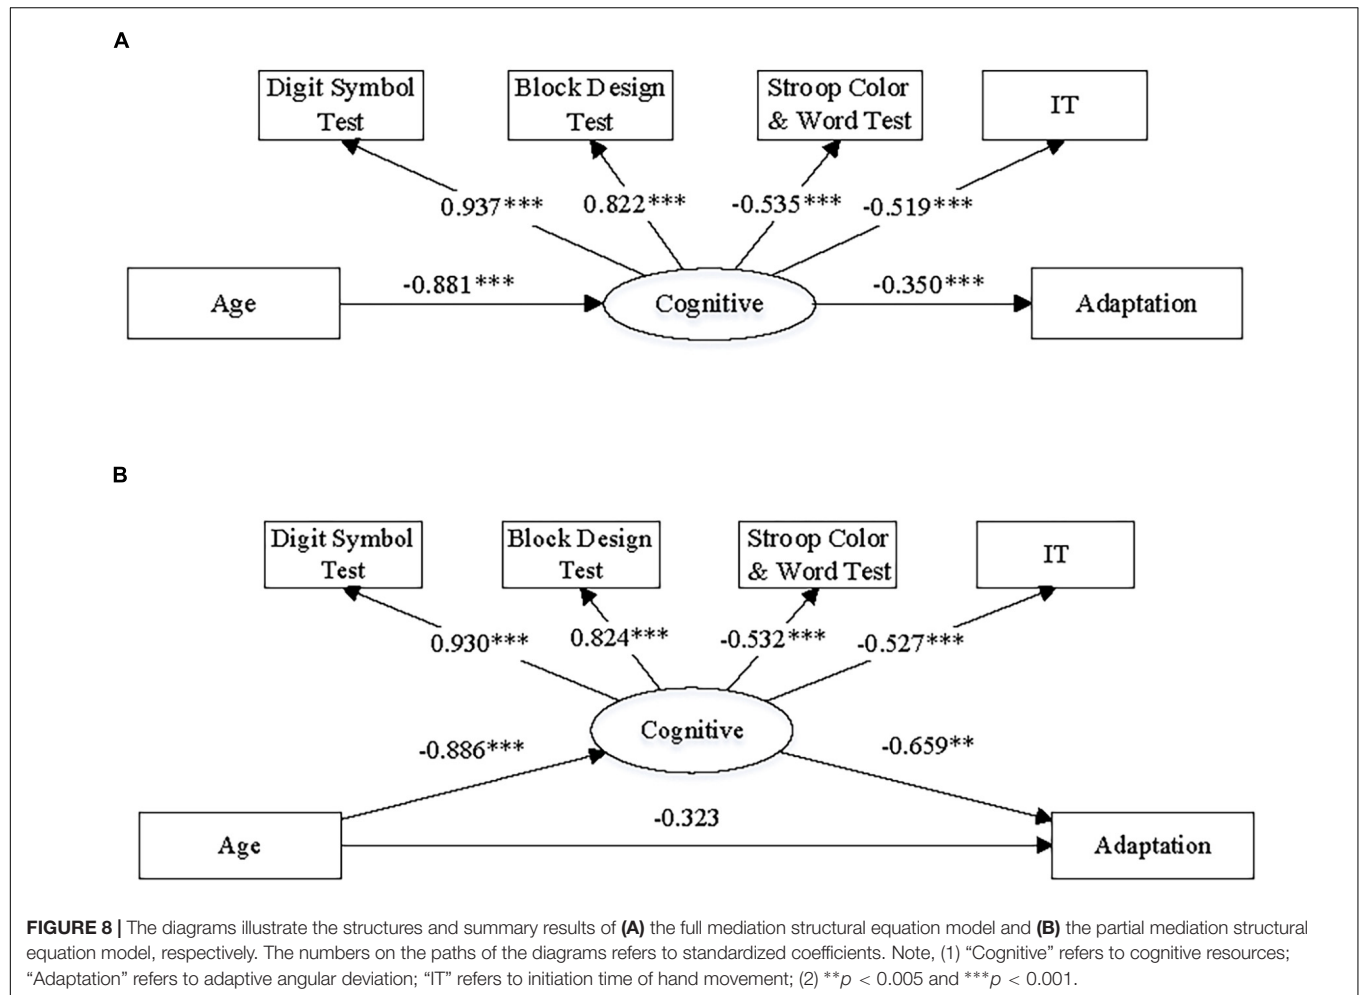 A
Digit Symbol
Test
Block Design
Test
Stroop Color
& Word Test
IT
0.937***
0.822***
-0.535***
-0.519***
-0.881***
-0.350***
Age
Cognitive
Adaptation
B
Digit Symbol
Test
Block Design
Test
Stroop Color
& Word Test
IT
0.930***
0.824***
-0.532***
-0.527***
Cognitive
-0.886***
-0.659**
-0.323
Age
Adaptation
FIGURE 8 | The diagrams illustrate the structures and summary results of (A) the full mediation structural equation model and (B) the partial mediation structural
equation model, respectively. The numbers on the paths of the diagrams refers to standardized coefficients. Note, (1) “Cognitive” refers to cognitive resources;
“Adaptation” refers to adaptive angular deviation; “IT” refers to initiation time of hand movement; (2) **p < 0.005 and ***p < 0.001.